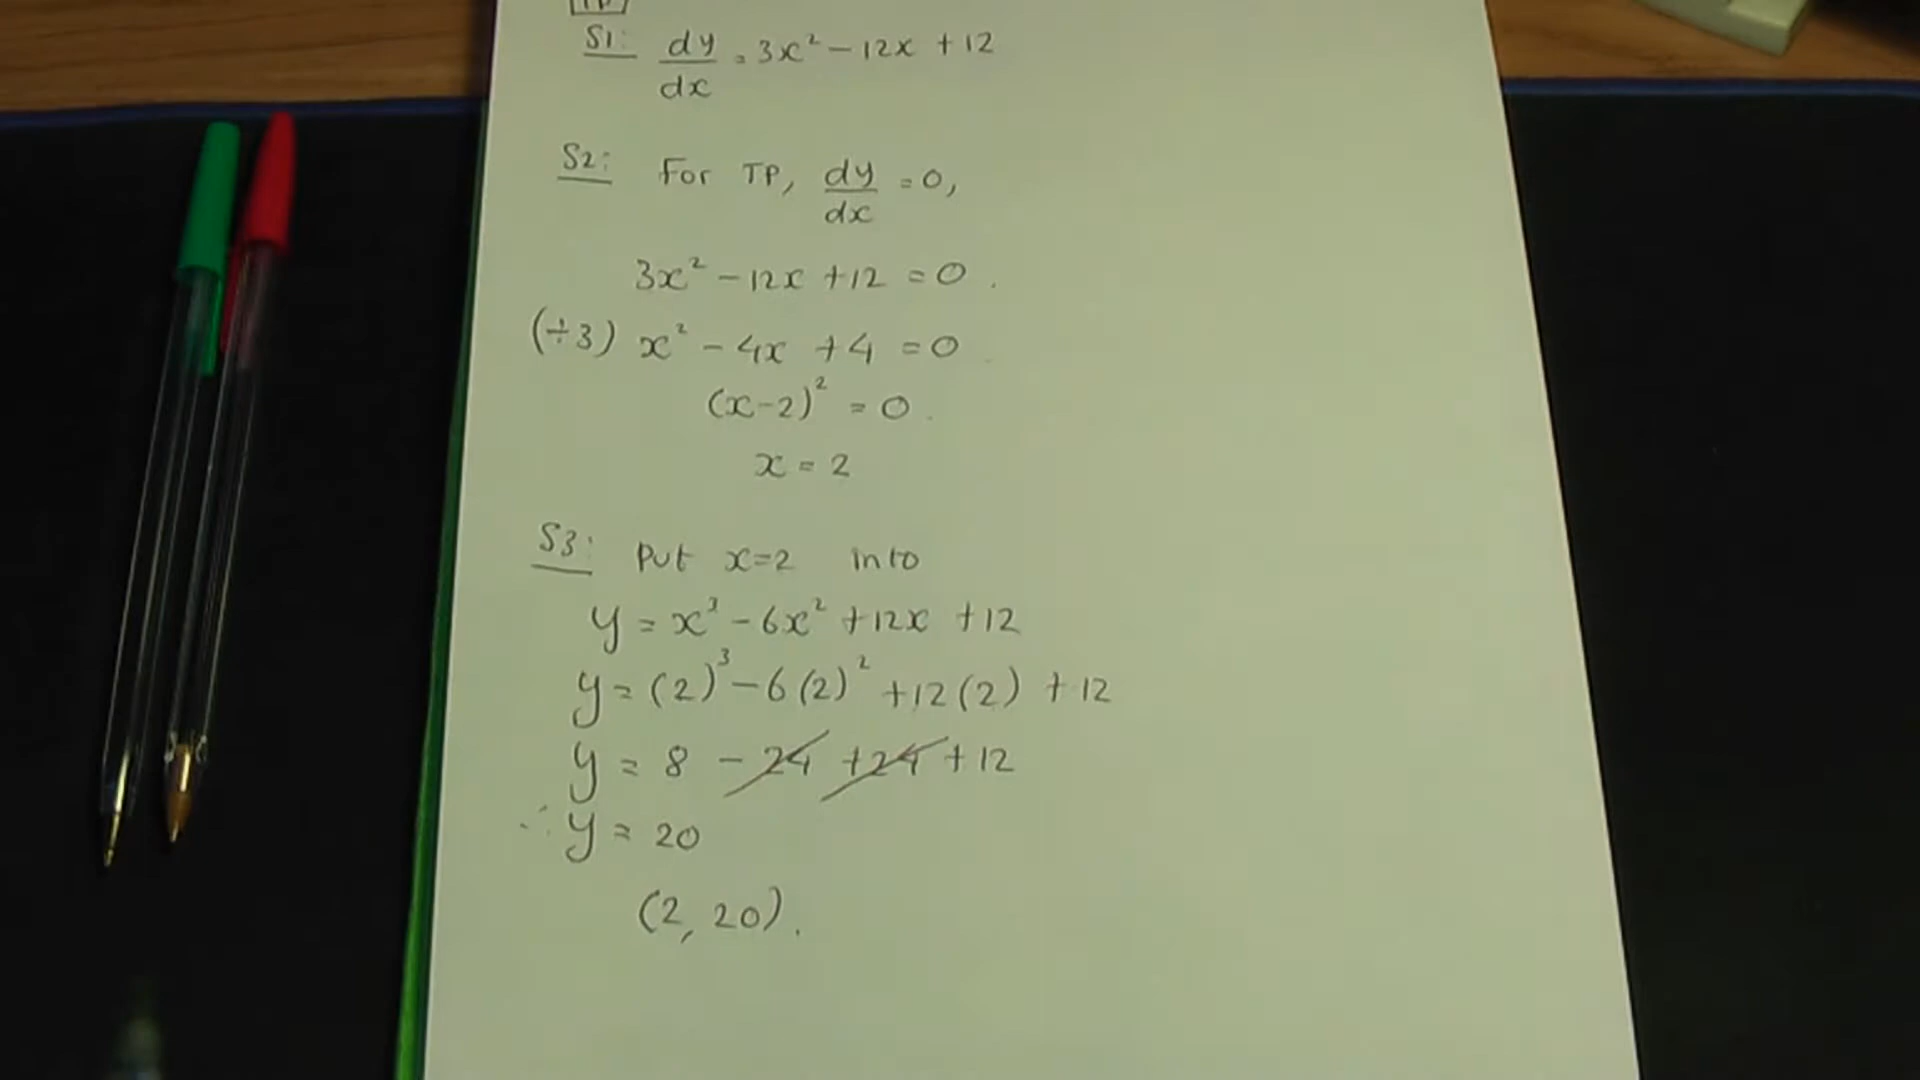 TP
S1: dy/dx = 3x² - 12x + 12
S2: For TP, dy/dx = 0,
3x² - 12x + 12 = 0.
(÷3) x² - 4x + 4 = 0
(x-2)² = 0.
x = 2
S3: Put x=2 into
y = x³ - 6x² + 12x + 12
y = (2)³ - 6(2)² + 12(2) + 12
y = 8 - 24 + 24 + 12
∴ y = 20
(2, 20).